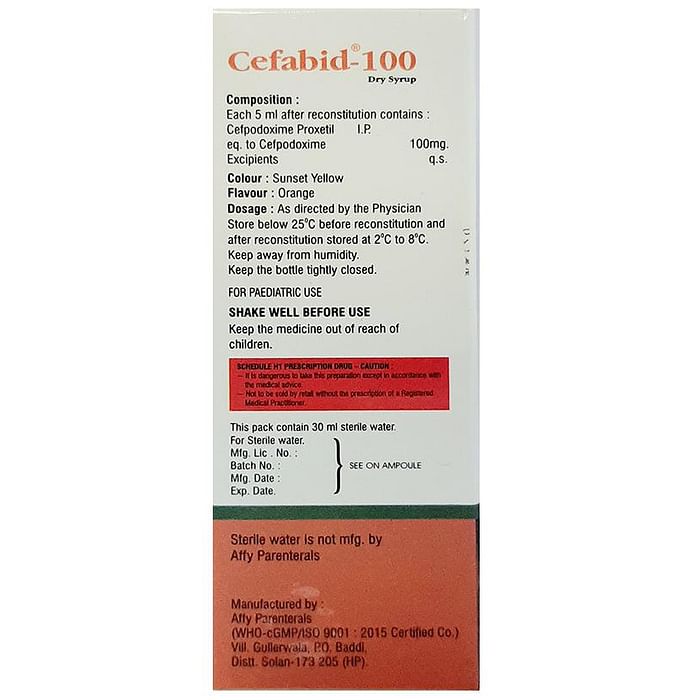 Cefabid®-100
Dry Syrup
Composition :
Each 5 ml after reconstitution contains :
Cefpodoxime Proxetil I.P.
eq. to Cefpodoxime 100mg.
Excipients q.s.
Colour : Sunset Yellow
Flavour : Orange
Dosage : As directed by the Physician
Store below 25°C before reconstitution and
after reconstitution stored at 2°C to 8°C.
Keep away from humidity.
Keep the bottle tightly closed.
FOR PAEDIATRIC USE
SHAKE WELL BEFORE USE
Keep the medicine out of reach of
children.
SCHEDULE H1 PRESCRIPTION DRUG – CAUTION :
– It is dangerous to take this preparation except in accordance with
the medical advice.
– Not to be sold by retail without the prescription of a Registered
Medical Practitioner.
This pack contain 30 ml sterile water.
For Sterile water.
Mfg. Lic . No. :
Batch No. :
SEE ON AMPOULE
Mfg. Date :
Exp. Date.
Sterile water is not mfg. by
Affy Parenterals
Manufactured by :
Affy Parenterals
(WHO-cGMP/ISO 9001 : 2015 Certified Co.)
Vill. Gullerwala, P.O. Baddi,
Distt. Solan-173 205 (HP).